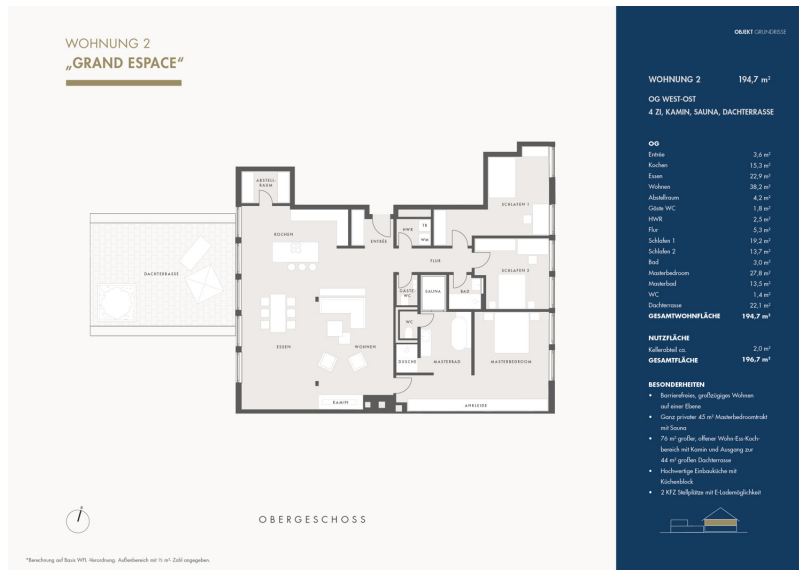 WOHNUNG 2
„GRAND ESPACE“
OBJEKT GRUNDRISSE
WOHNUNG 2 194,7 m²
OG WEST-OST
4 ZI, KAMIN, SAUNA, DACHTERRASSE
OG
Entrée 3,6 m²
Kochen 15,3 m²
Essen 22,9 m²
Wohnen 38,2 m²
Abstellraum 4,2 m²
Gäste WC 1,8 m²
HWR 2,5 m²
Flur 5,3 m²
Schlafen 1 19,2 m²
Schlafen 2 13,7 m²
Bad 3,0 m²
Masterbedroom 27,8 m²
Masterbad 13,5 m²
WC 1,4 m²
Dachterrasse 22,1 m²
GESAMTWOHNFLÄCHE 194,7 m²
NUTZFLÄCHE
Kellerabteil ca. 2,0 m²
GESAMTFLÄCHE 196,7 m²
BESONDERHEITEN
• Barrierefreies, großzügiges Wohnen
auf einer Ebene
• Ganz privater 45 m² Masterbedroomtrakt
mit Sauna
• 76 m² großer, offener Wohn-Ess-Koch-
bereich mit Kamin und Ausgang zur
44 m² großen Dachterrasse
• Hochwertige Einbauküche mit
Küchenblock
• 2 KFZ Stellplätze mit E-Lademöglichkeit
ABSTELL-
RAUM
SCHLAFEN 1
KOCHEN
ENTRÉE
HWR
TR
WM
FLUR
DACHTERRASSE
SCHLAFEN 2
GÄSTE-
WC
SAUNA
BAD
WC
ESSEN
WOHNEN
DUSCHE
MASTERBAD
MASTERBEDROOM
KAMIN
ANKLEIDE
OBERGESCHOSS
*Berechnung auf Basis WFL -Verordnung. Außenbereich mit ½ m²- Zahl angegeben.